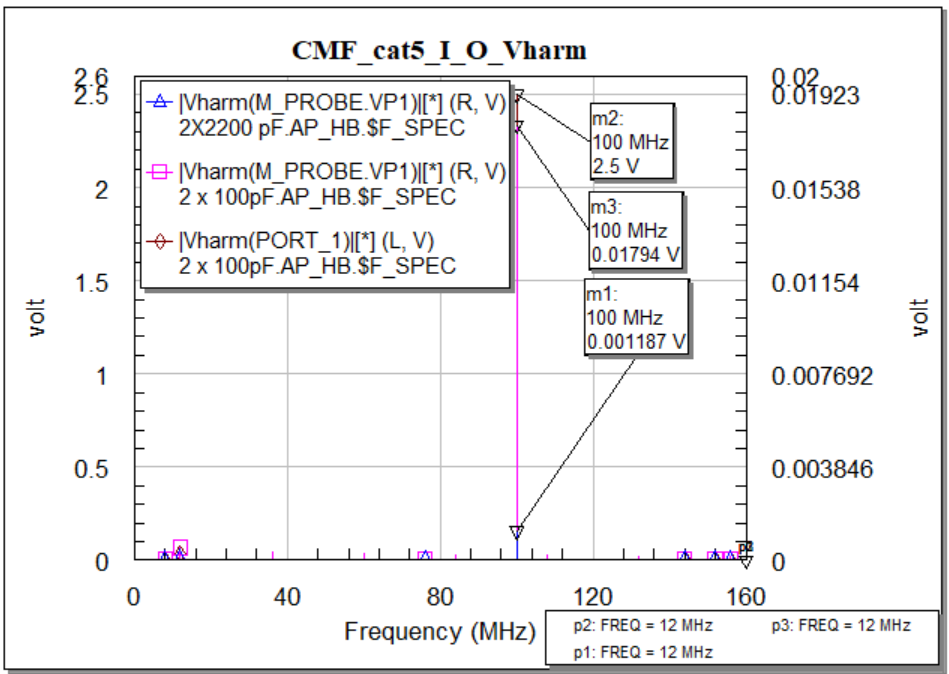 CMF_cat5_I_O_Vharm
2.6
2.5
2
1.5
1
0.5
0
volt
|Vharm(M_PROBE.VP1)|[*] (R, V)
2X2200 pF.AP_HB.$F_SPEC
|Vharm(M_PROBE.VP1)|[*] (R, V)
2 x 100pF.AP_HB.$F_SPEC
|Vharm(PORT_1)|[*] (L, V)
2 x 100pF.AP_HB.$F_SPEC
m2:
100 MHz
2.5 V
m3:
100 MHz
0.01794 V
m1:
100 MHz
0.001187 V
0.02
0.01923
0.01538
0.01154
0.007692
0.003846
0
volt
0
40
80
120
160
Frequency (MHz)
p2: FREQ = 12 MHz
p3: FREQ = 12 MHz
p1: FREQ = 12 MHz